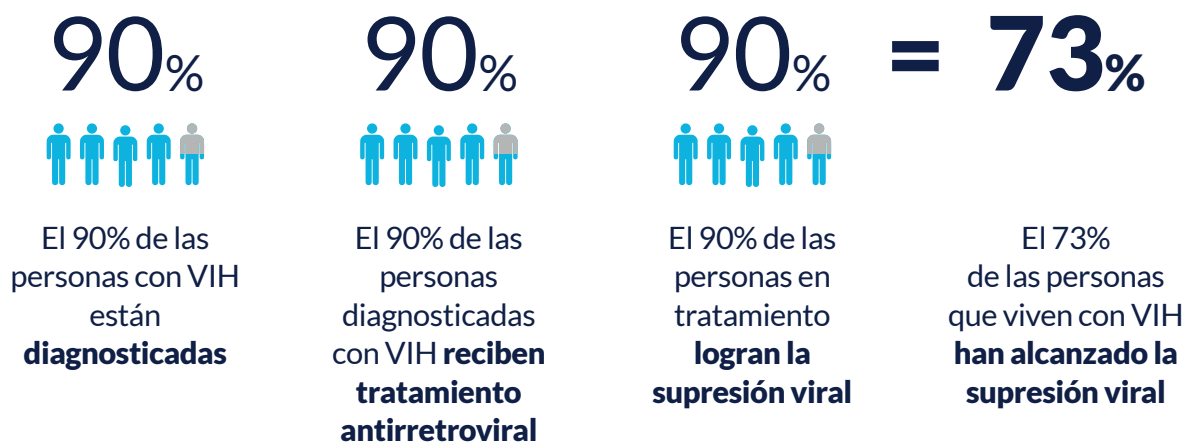 90%
90%
90%
= 73%
El 90% de las
personas con VIH
están
diagnosticadas
El 90% de las
personas
diagnosticadas
con VIH reciben
tratamiento
antirretroviral
El 90% de las
personas en
tratamiento
logran la
supresión viral
El 73%
de las personas
que viven con VIH
han alcanzado la
supresión viral